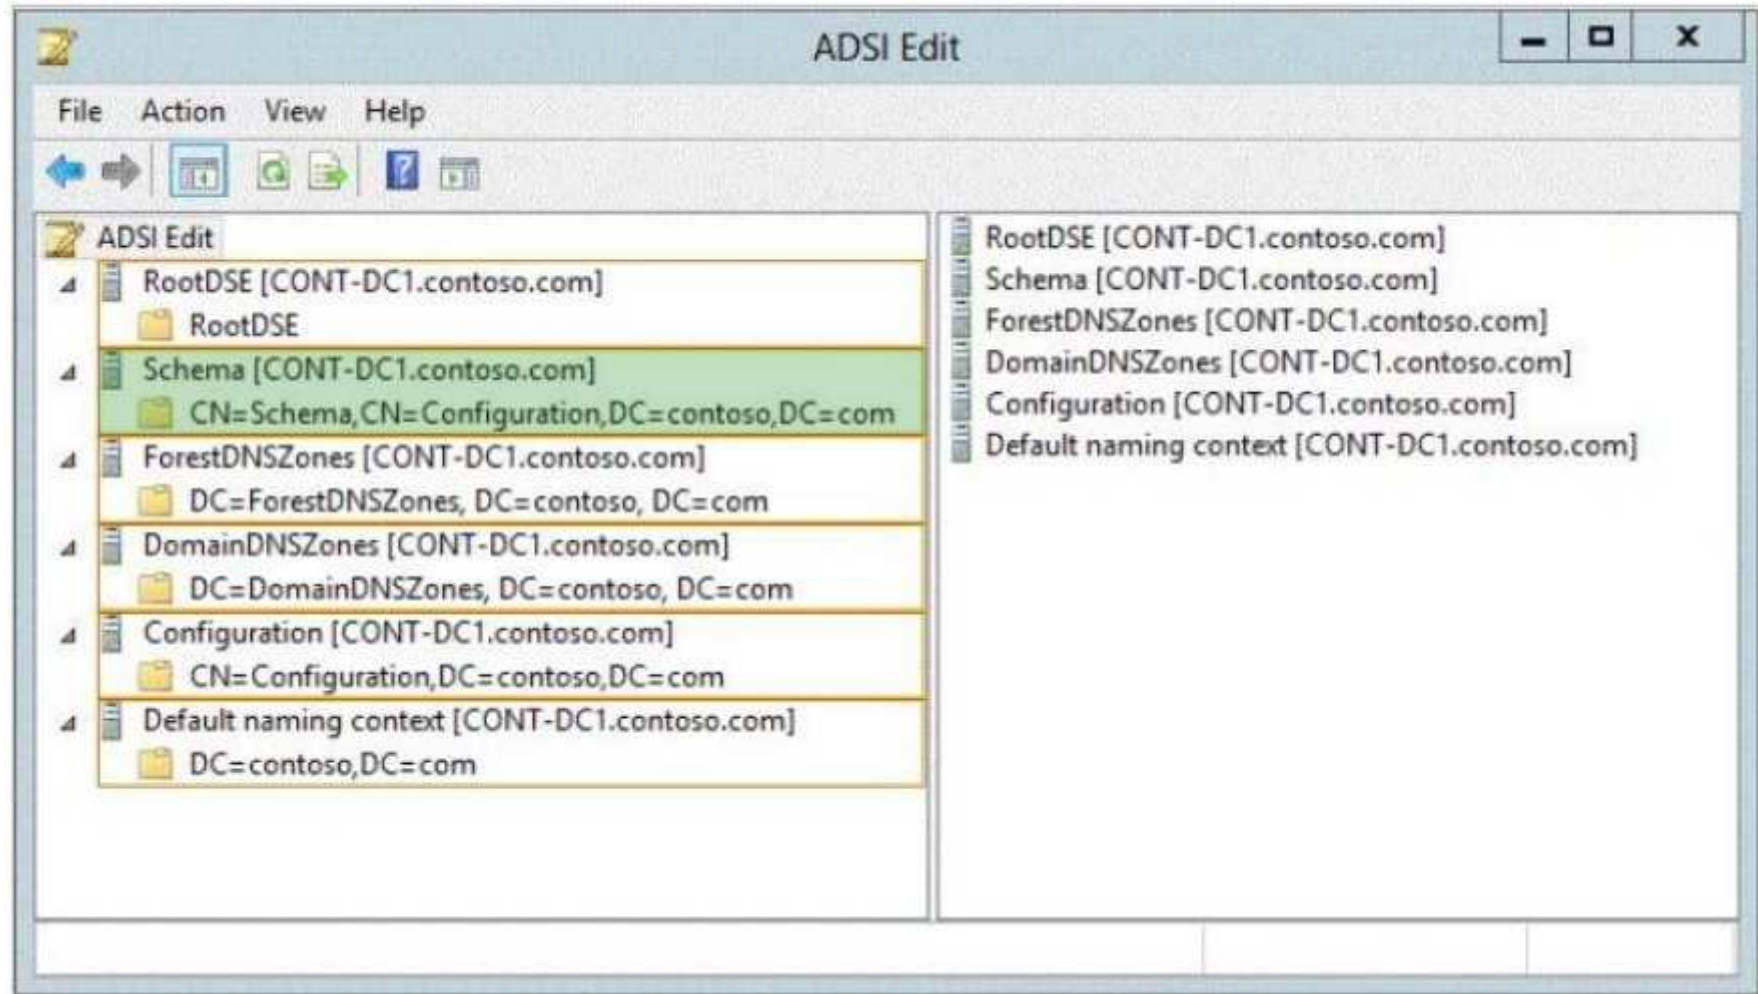 ADSI Edit
File Action View Help
ADSI Edit
RootDSE [CONT-DC1.contoso.com]
RootDSE
Schema [CONT-DC1.contoso.com]
CN=Schema,CN=Configuration,DC=contoso,DC=com
ForestDNSZones [CONT-DC1.contoso.com]
DC=ForestDNSZones, DC=contoso, DC=com
DomainDNSZones [CONT-DC1.contoso.com]
DC=DomainDNSZones, DC=contoso, DC=com
Configuration [CONT-DC1.contoso.com]
CN=Configuration,DC=contoso,DC=com
Default naming context [CONT-DC1.contoso.com]
DC=contoso,DC=com
RootDSE [CONT-DC1.contoso.com]
Schema [CONT-DC1.contoso.com]
ForestDNSZones [CONT-DC1.contoso.com]
DomainDNSZones [CONT-DC1.contoso.com]
Configuration [CONT-DC1.contoso.com]
Default naming context [CONT-DC1.contoso.com]